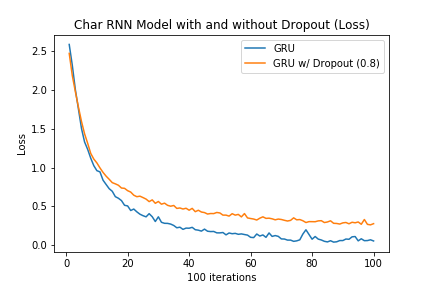 Char RNN Model with and without Dropout (Loss)
GRU
GRU w/ Dropout (0.8)
Loss
2.5
2.0
1.5
1.0
0.5
0.0
0
20
40
60
80
100
100 iterations